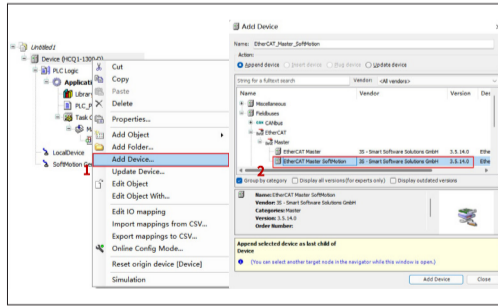 Untitled1
Device (HCQ1-1300-D)
PLC Logic
Applicati
Librar
PLC_P
Task C
Ma
LocalDevice
SoftMotion Ge
Cut
Copy
Paste
Delete
Properties...
Add Object
Add Folder...
Add Device...
1
Update Device...
Edit Object
Edit Object With...
Edit IO mapping
Import mappings from CSV...
Export mappings to CSV...
Online Config Mode...
Reset origin device [Device]
Simulation
Add Device
Name: EtherCAT_Master_SoftMotion
Action:
Append device Insert device Plug device Update device
String for a fulltext search Vendor: <All vendors>
Name Vendor Version Des
Miscellaneous
Fieldbuses
CANbus
EtherCAT
Master
EtherCAT Master 3S - Smart Software Solutions GmbH 3.5.14.0 Ethe
EtherCAT Master SoftMotion 3S - Smart Software Solutions GmbH 3.5.14.0 Ethe
2
Group by category Display all versions (for experts only) Display outdated versions
Name: EtherCAT Master SoftMotion
Vendor: 3S - Smart Software Solutions GmbH
Categories: Master
Version: 3.5.14.0
Order Number:
Append selected device as last child of
Device
(You can select another target node in the navigator while this window is open.)
Add Device Close